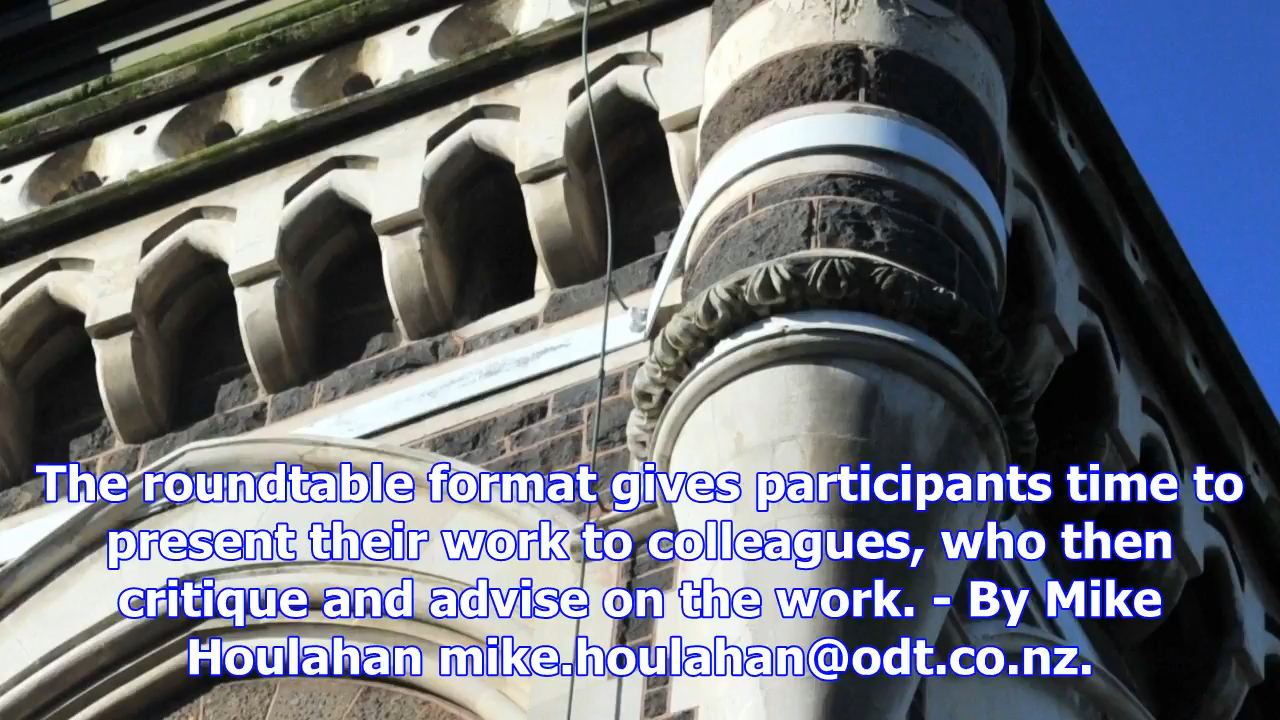 The roundtable format gives participants time to
present their work to colleagues, who then
critique and advise on the work. - By Mike
Houlahan mike.houlahan@odt.co.nz.